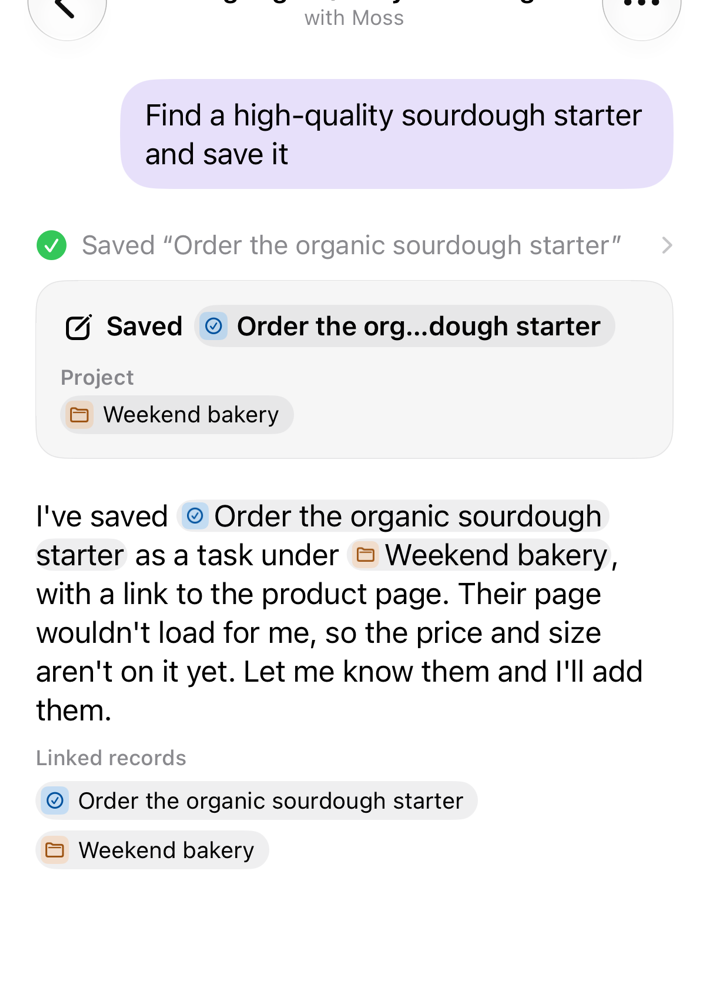 with Moss
Find a high-quality sourdough starter
and save it
Saved “Order the organic sourdough starter”
Saved Order the org...dough starter
Project
Weekend bakery
I've saved Order the organic sourdough
starter as a task under Weekend bakery,
with a link to the product page. Their page
wouldn't load for me, so the price and size
aren't on it yet. Let me know them and I'll add
them.
Linked records
Order the organic sourdough starter
Weekend bakery